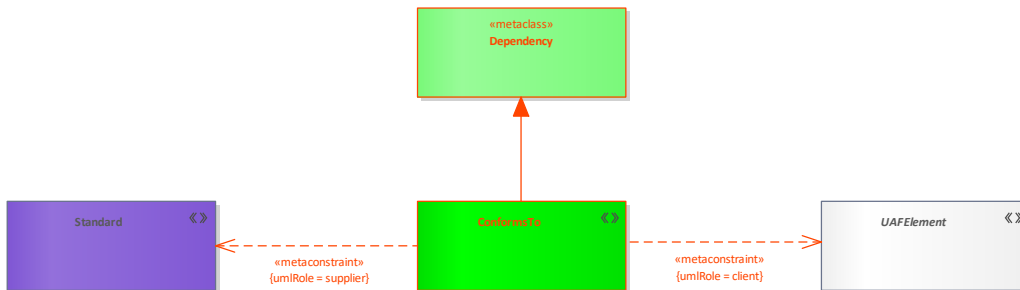 «metaclass»
Dependency
Standard
«»
ConformsTo
«»
UAFElement
«»
«metaconstraint»
{umlRole = supplier}
«metaconstraint»
{umlRole = client}